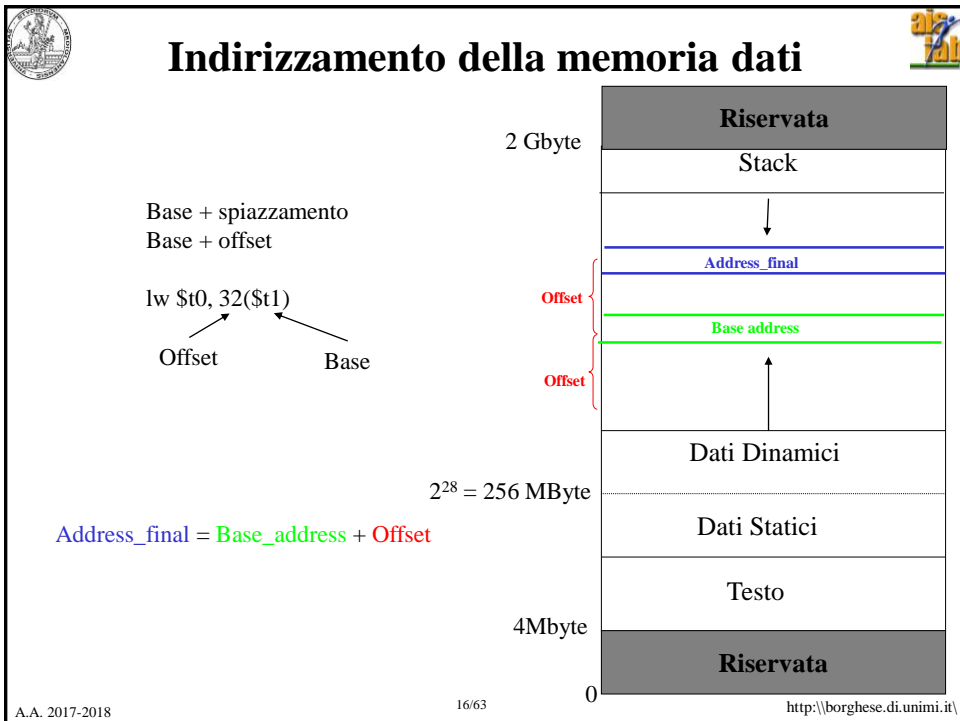 Indirizzamento della memoria dati
Riservata
2 Gbyte
Stack
Base + spiazzamento
Base + offset
Address_final
lw $t0, 32($t1)
Offset
Base address
Offset
Base
Offset
Dati Dinamici
2²⁸ = 256 MByte
Address_final = Base_address + Offset
Dati Statici
Testo
4Mbyte
Riservata
0
A.A. 2017-2018
16/63
http:\\borghese.di.unimi.it\